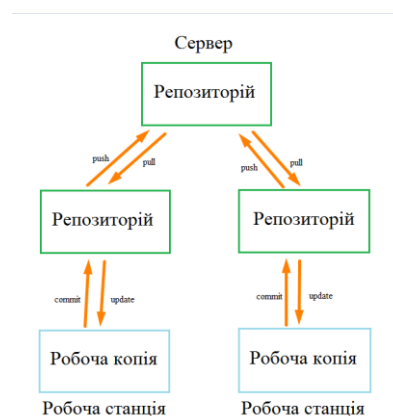 Сервер
Репозиторій
push
pull
push
pull
Репозиторій
Репозиторій
commit
update
commit
update
Робоча копія
Робоча копія
Робоча станція
Робоча станція